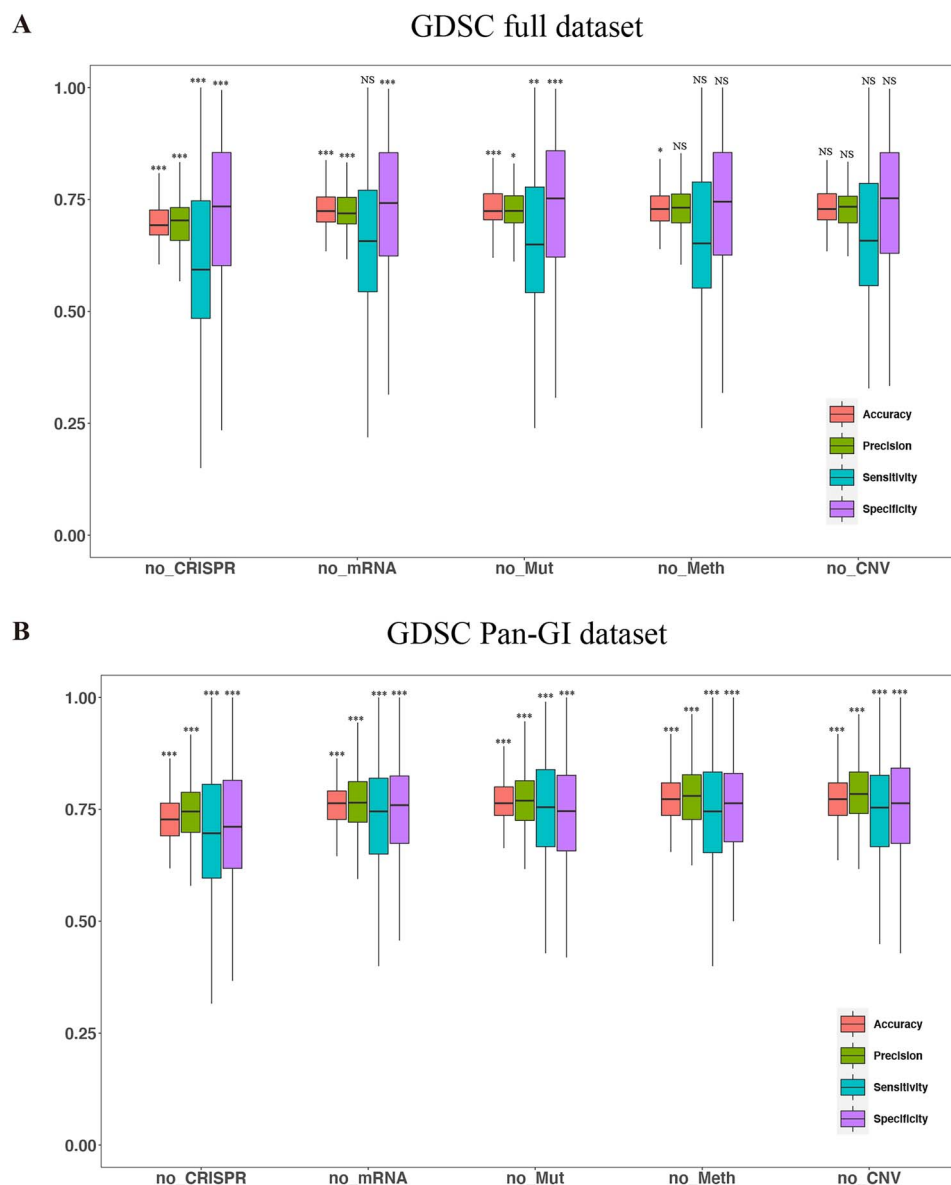 A
GDSC full dataset
1.00
0.75
0.50
0.25
0.00
*** *** *** ***
*** *** NS ***
*** * ** ***
* NS NS NS
NS NS NS NS
Accuracy
Precision
Sensitivity
Specificity
no_CRISPR no_mRNA no_Mut no_Meth no_CNV
B
GDSC Pan-GI dataset
1.00
0.75
0.50
0.25
0.00
*** *** *** ***
*** *** *** ***
*** *** *** ***
*** *** *** ***
*** *** *** ***
Accuracy
Precision
Sensitivity
Specificity
no_CRISPR no_mRNA no_Mut no_Meth no_CNV